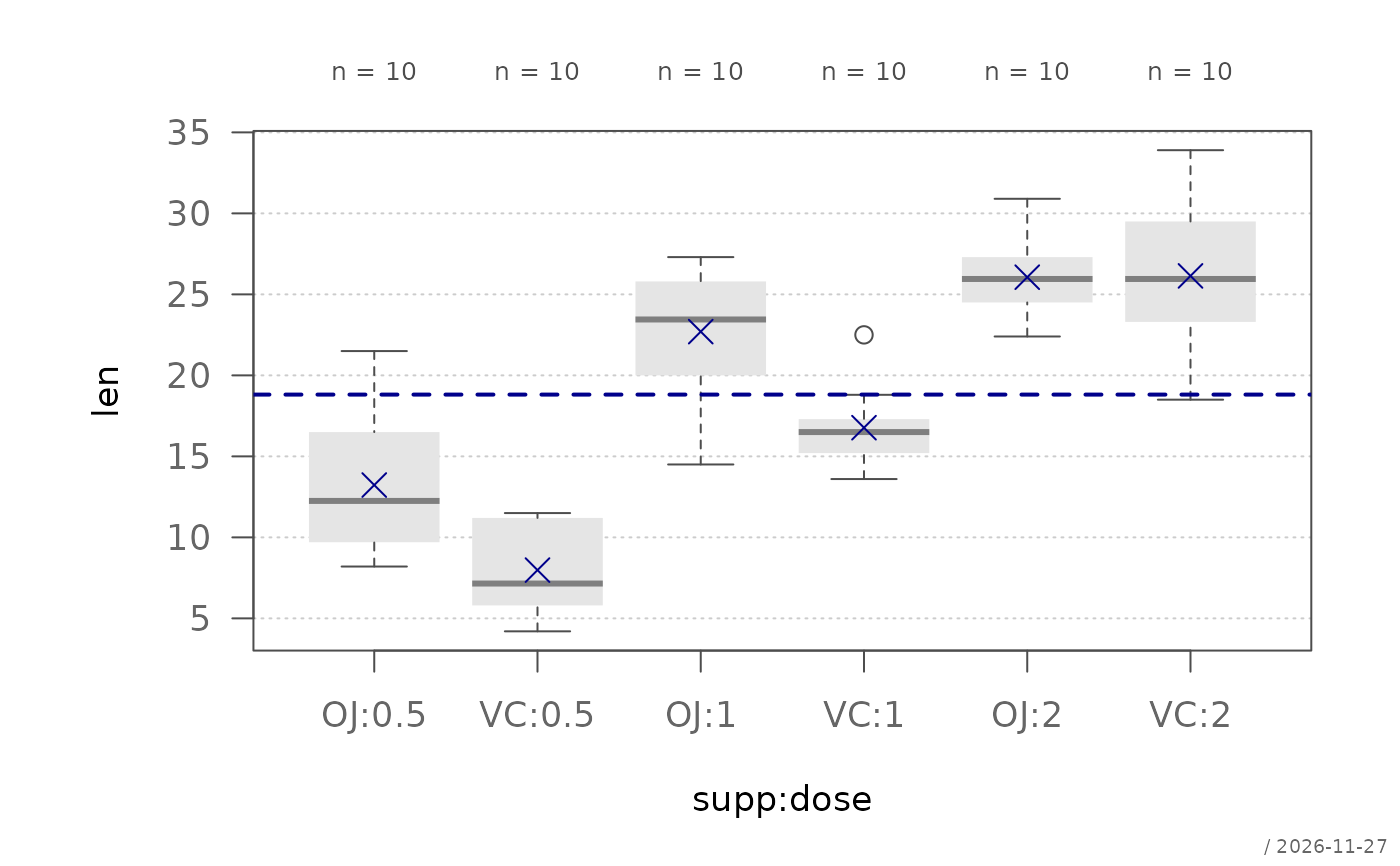 n = 10 n = 10 n = 10 n = 10 n = 10 n = 10
35
30
25
20
15
10
5
len
OJ:0.5 VC:0.5 OJ:1 VC:1 OJ:2 VC:2
supp:dose
/ 2026-11-27